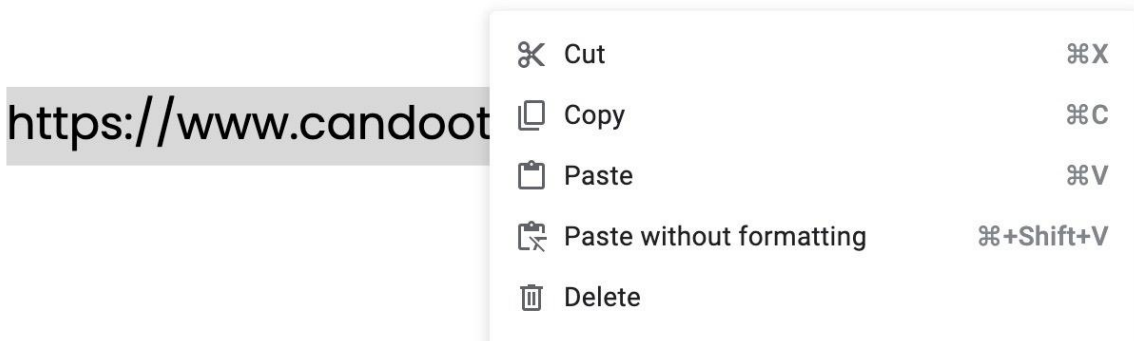 https://www.candoot
Cut ⌘X
Copy ⌘C
Paste ⌘V
Paste without formatting ⌘+Shift+V
Delete